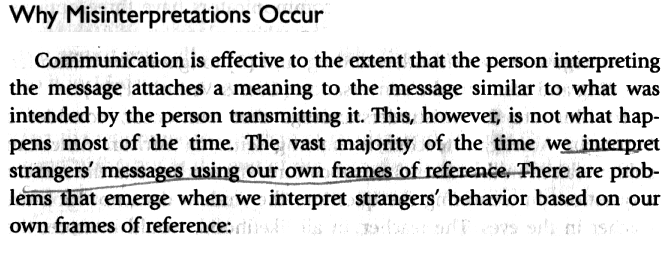 Why Misinterpretations Occur
Communication is effective to the extent that the person interpreting
the message attaches a meaning to the message similar to what was
intended by the person transmitting it. This, however, is not what hap-
pens most of the time. The vast majority of the time we interpret
strangers' messages using our own frames of reference. There are prob-
lems that emerge when we interpret strangers' behavior based on our
own frames of reference: